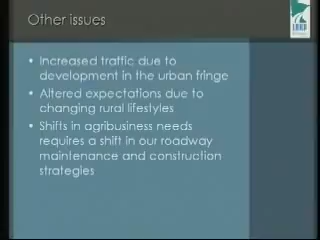 Other issues
• Increased traffic due to
development in the urban fringe
• Altered expectations due to
changing rural lifestyles
• Shifts in agribusiness needs
requires a shift in our roadway
maintenance and construction
strategies